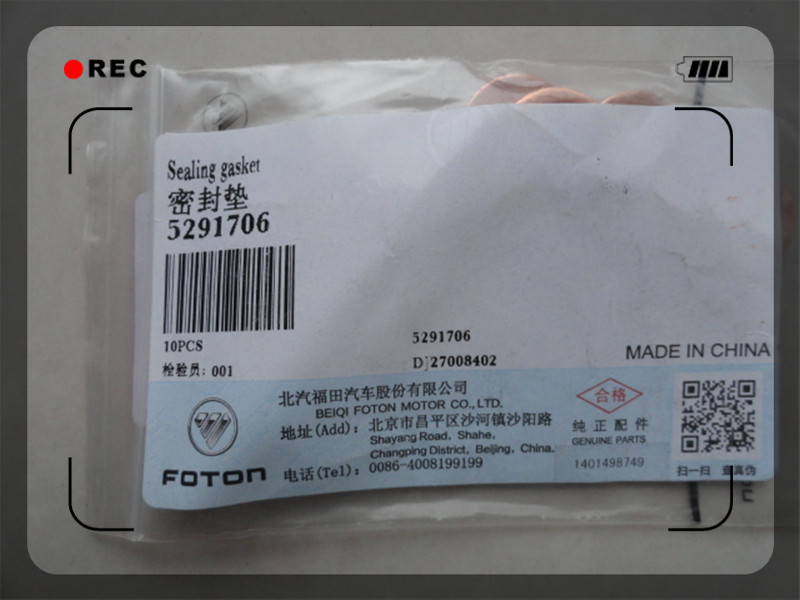 REC
Sealing gasket
密封垫
5291706
10PCS
5291706
检验员: 001
D]27008402
MADE IN CHINA
北汽福田汽车股份有限公司
BEIQI FOTON MOTOR CO., LTD.
地址(Add): 北京市昌平区沙河镇沙阳路
Shayang Road, Shahe,
Changping District, Beijing, China.
电话(Tel): 0086-4008199199
FOTON
合格
纯正配件
GENUINE PARTS
1401498749
扫一扫 查真伪